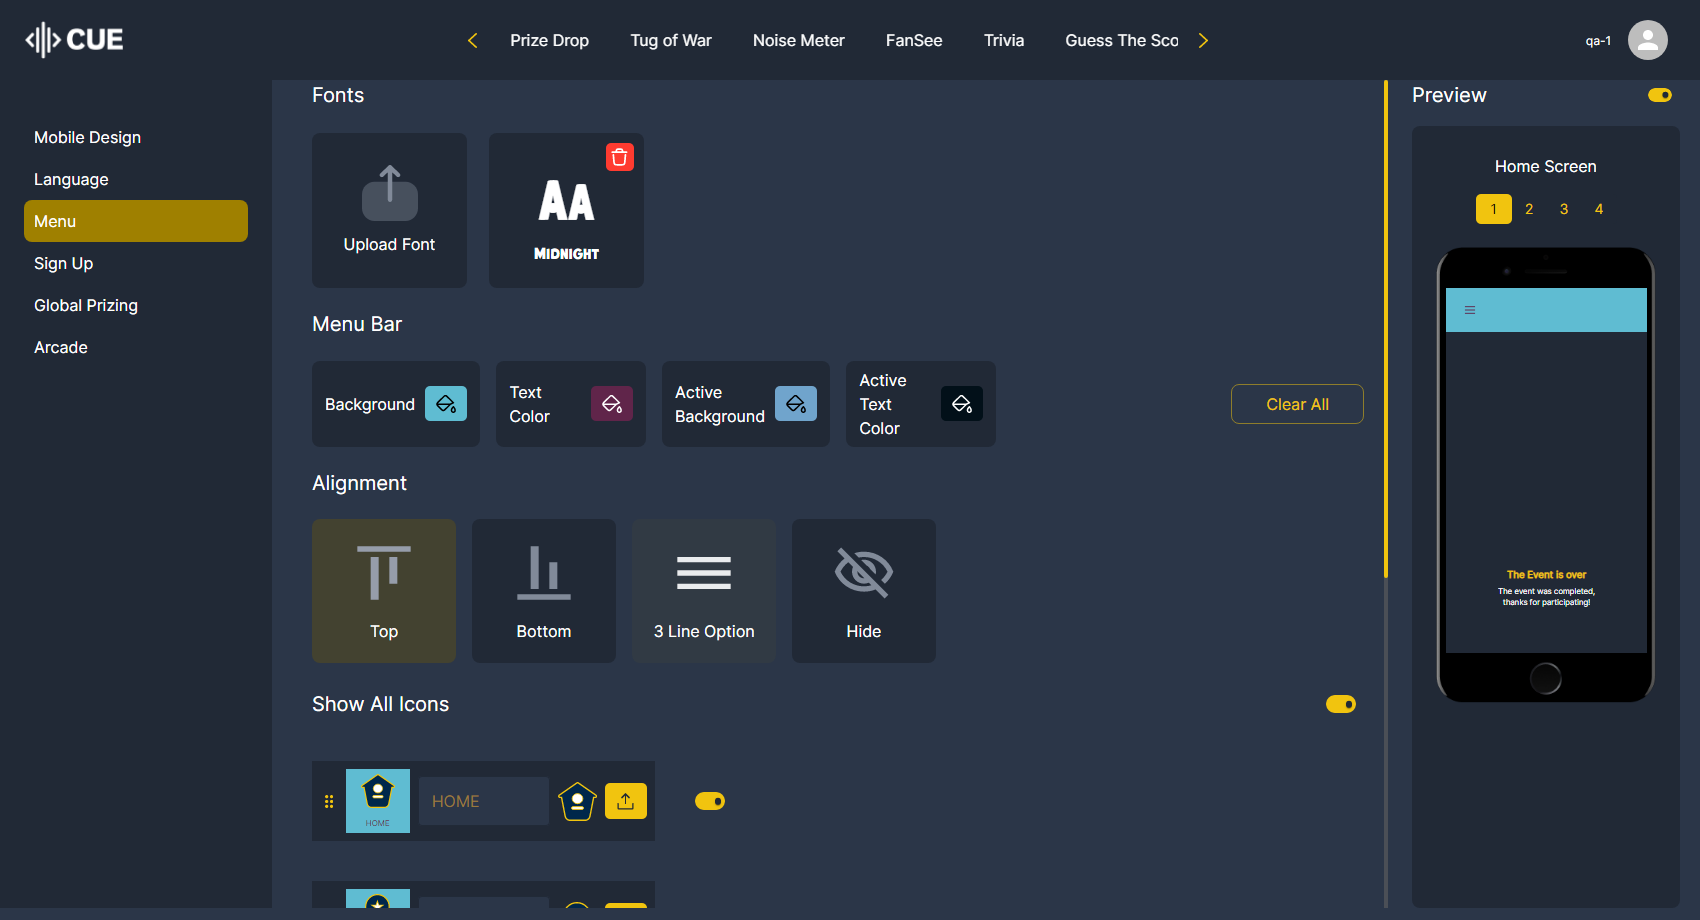 CUE
Prize Drop
Tug of War
Noise Meter
FanSee
Trivia
Guess The Sco
qa-1
Mobile Design
Language
Menu
Sign Up
Global Prizing
Arcade
Fonts
Upload Font
AA
MIDNIGHT
Menu Bar
Background
Text
Color
Active
Background
Active
Text
Color
Clear All
Alignment
Top
Bottom
3 Line Option
Hide
Show All Icons
HOME
HOME
Preview
Home Screen
1 2 3 4
The Event is over
The event was completed,
thanks for participating!